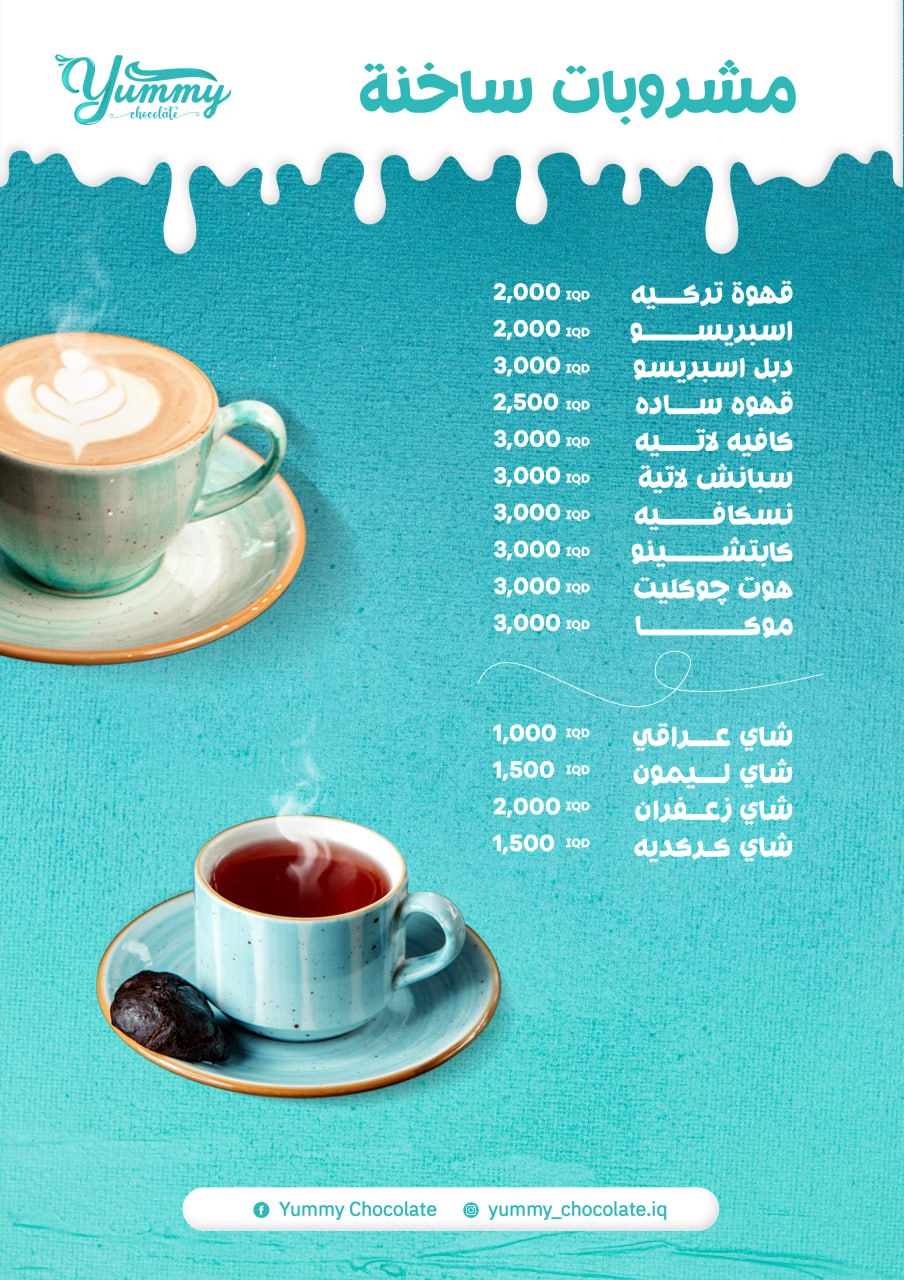 Yummy
chocolate
مشروبات ساخنة
قهوة تركيه 2,000 IQD
اسبريسو 2,000 IQD
دبل اسبريسو 3,000 IQD
قهوه ساده 2,500 IQD
كافيه لاتيه 3,000 IQD
سبانش لاتية 3,000 IQD
نسكافيه 3,000 IQD
كابتشينو 3,000 IQD
هوت چوكليت 3,000 IQD
موكا 3,000 IQD
شاي عراقي 1,000 IQD
شاي ليمون 1,500 IQD
شاي زعفران 2,000 IQD
شاي كركديه 1,500 IQD
Yummy Chocolate yummy_chocolate.iq